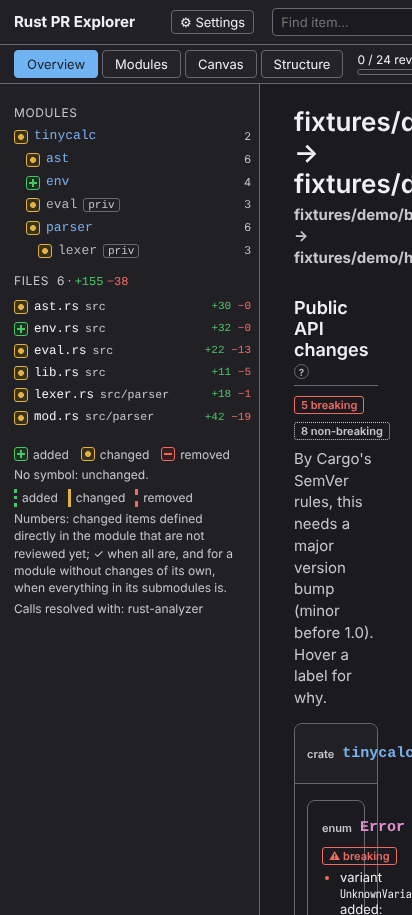 Rust PR Explorer
⚙ Settings
Find item...
Overview
Modules
Canvas
Structure
0 / 24 rev
MODULES
tinycalc 2
ast 6
env 4
eval priv 3
parser 6
lexer priv 3
FILES 6 · +155 −38
ast.rs src +30 −0
env.rs src +32 −0
eval.rs src +22 −13
lib.rs src +11 −5
lexer.rs src/parser +18 −1
mod.rs src/parser +42 −19
added changed removed
No symbol: unchanged.
added changed removed
Numbers: changed items defined
directly in the module that are not
reviewed yet; ✓ when all are, and for a
module without changes of its own,
when everything in its submodules is.
Calls resolved with: rust-analyzer
fixtures/d
→
fixtures/d
fixtures/demo/b
→
fixtures/demo/h
Public
API
changes
?
5 breaking
8 non-breaking
By Cargo's
SemVer
rules, this
needs a
major
version
bump
(minor
before 1.0).
Hover a
label for
why.
crate tinycalc
enum Error
⚠ breaking
• variant
UnknownVaria
added: